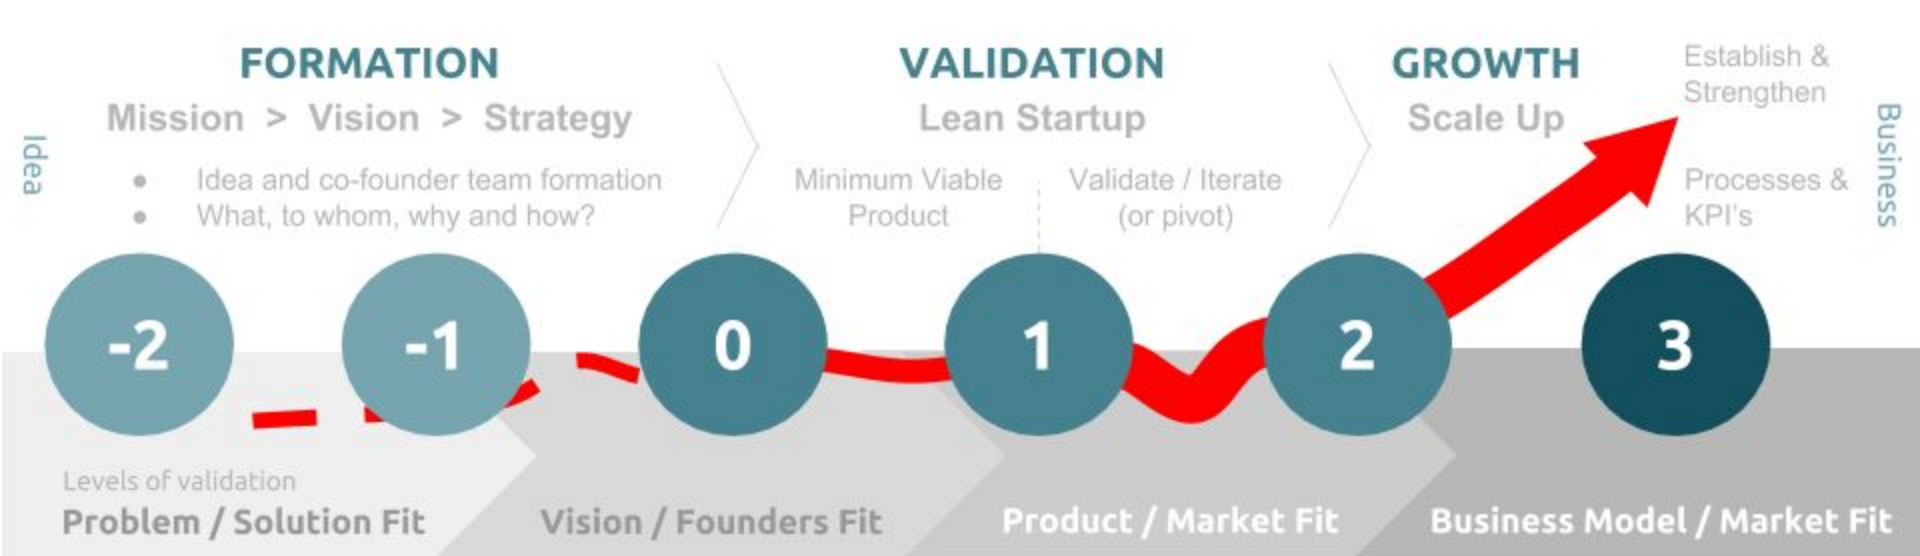 Idea
FORMATION
Mission > Vision > Strategy
● Idea and co-founder team formation
● What, to whom, why and how?
VALIDATION
Lean Startup
Minimum Viable
Product
Validate / Iterate
(or pivot)
GROWTH
Scale Up
Establish &
Strengthen
Processes &
KPI's
Business
-2
-1
0
1
2
3
Levels of validation
Problem / Solution Fit
Vision / Founders Fit
Product / Market Fit
Business Model / Market Fit